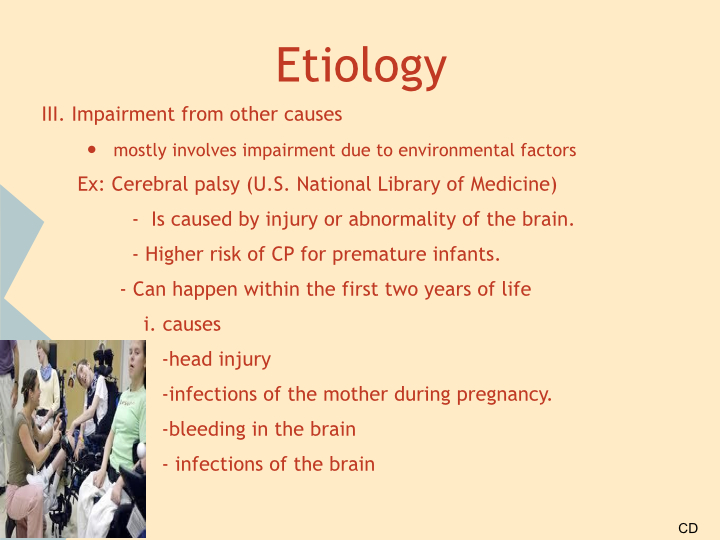 Etiology
III. Impairment from other causes
• mostly involves impairment due to environmental factors
Ex: Cerebral palsy (U.S. National Library of Medicine)
- Is caused by injury or abnormality of the brain.
- Higher risk of CP for premature infants.
- Can happen within the first two years of life
i. causes
-head injury
-infections of the mother during pregnancy.
-bleeding in the brain
- infections of the brain
CD